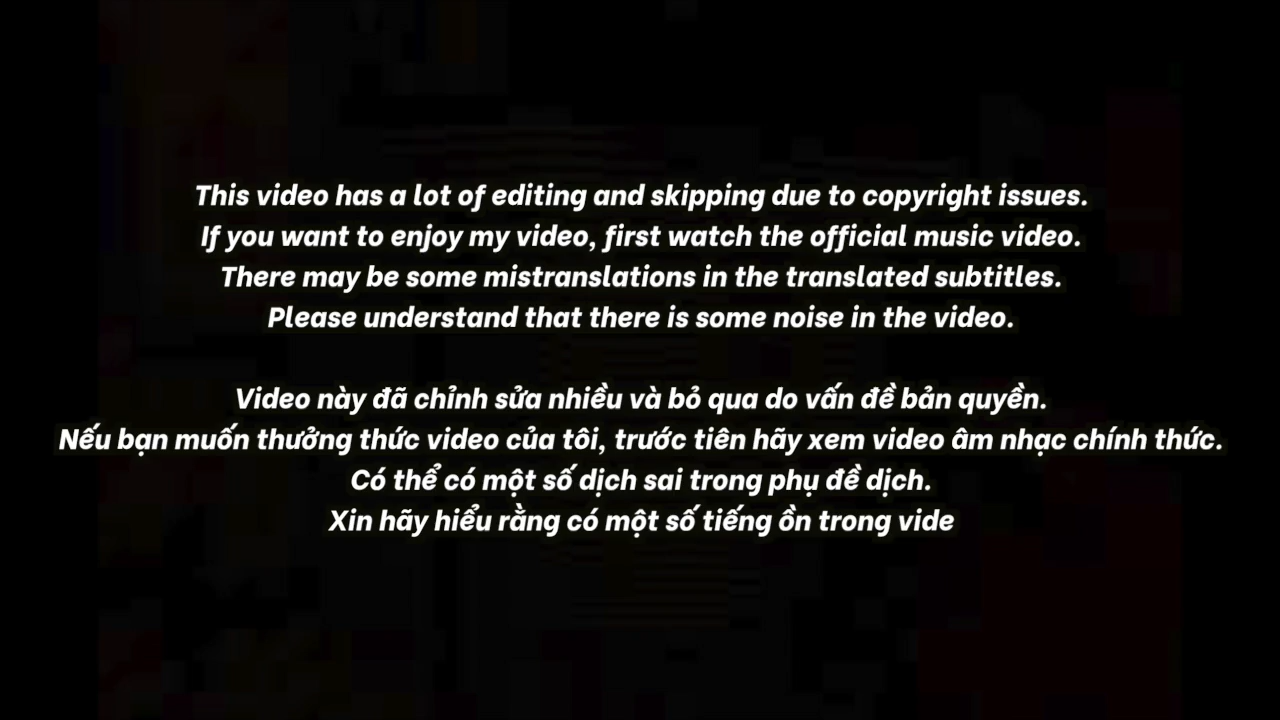 This video has a lot of editing and skipping due to copyright issues.
If you want to enjoy my video, first watch the official music video.
There may be some mistranslations in the translated subtitles.
Please understand that there is some noise in the video.
Video này đã chỉnh sửa nhiều và bỏ qua do vấn đề bản quyền.
Nếu bạn muốn thưởng thức video của tôi, trước tiên hãy xem video âm nhạc chính thức.
Có thể có một số dịch sai trong phụ đề dịch.
Xin hãy hiểu rằng có một số tiếng ồn trong vide